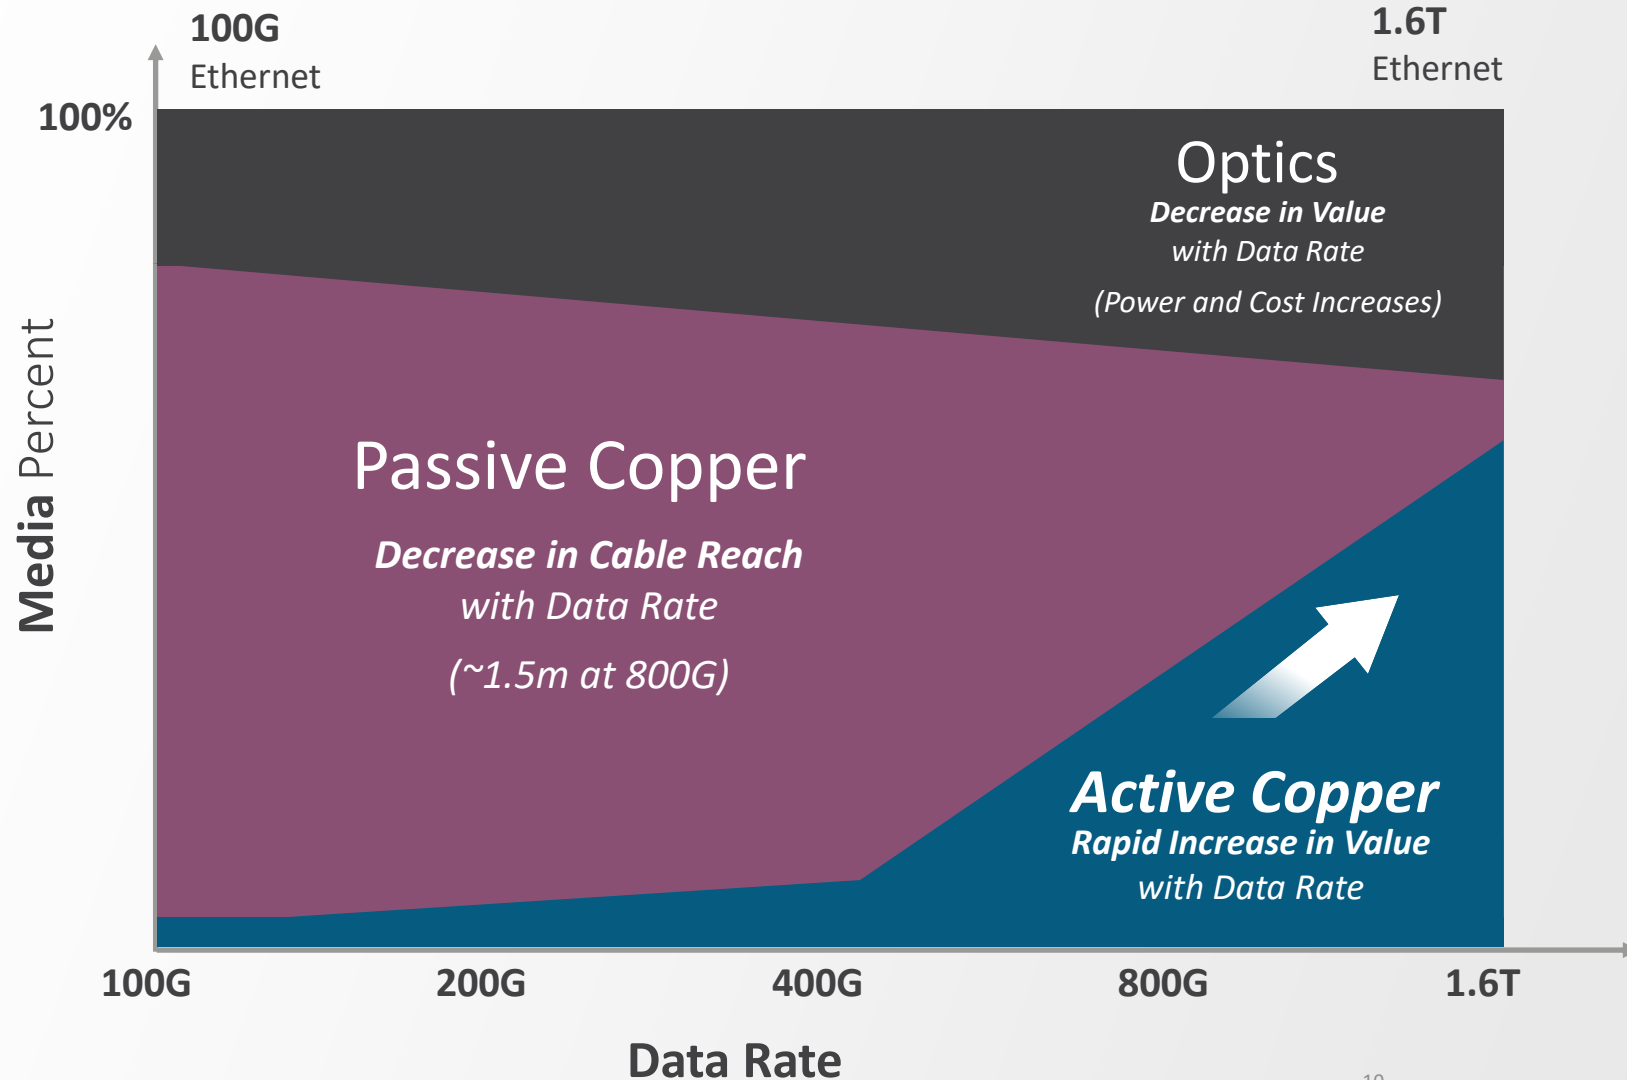 100G
Ethernet
1.6T
Ethernet
100%
Optics
Decrease in Value
with Data Rate
(Power and Cost Increases)
Media Percent
Passive Copper
Decrease in Cable Reach
with Data Rate
(~1.5m at 800G)
Active Copper
Rapid Increase in Value
with Data Rate
100G
200G
400G
800G
1.6T
Data Rate